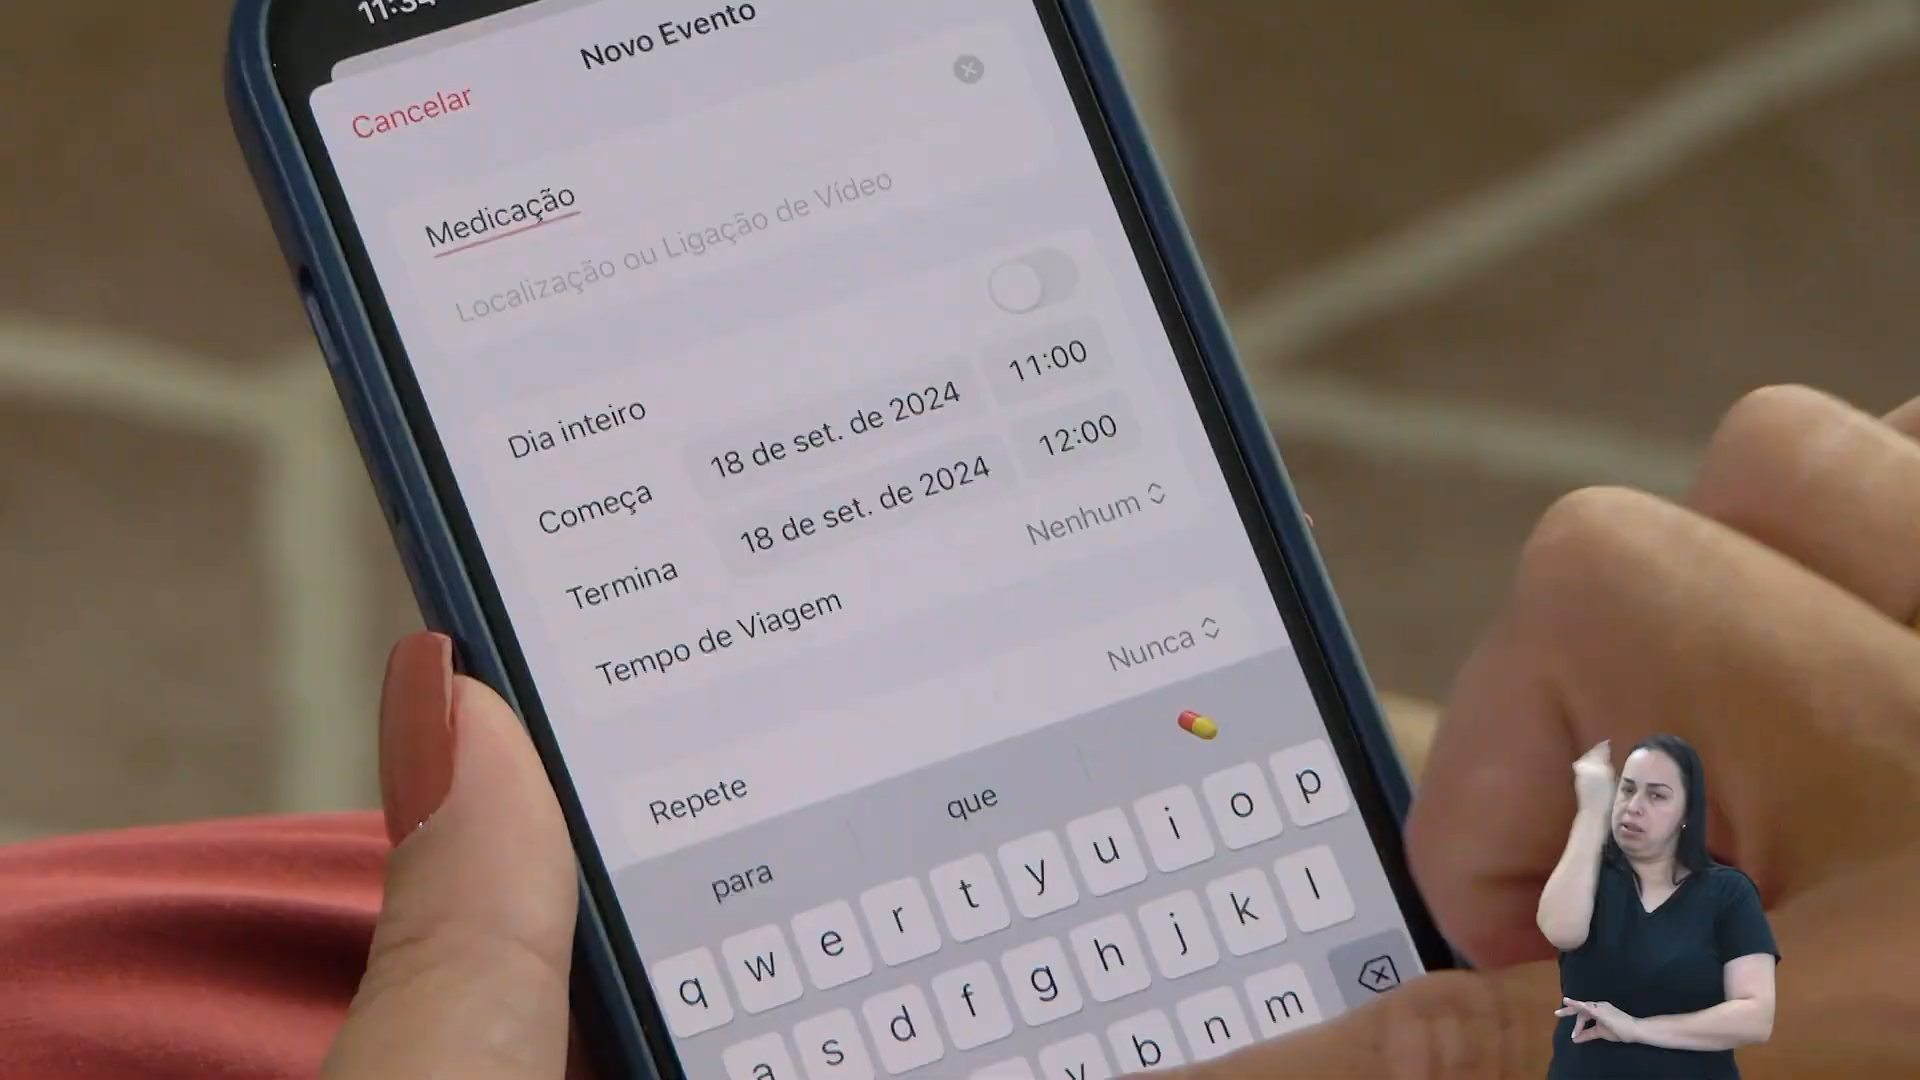 Novo Evento
Cancelar
Medicação
Localização ou Ligação de Vídeo
Dia inteiro
Começa 18 de set. de 2024 11:00
Termina 18 de set. de 2024 12:00
Tempo de Viagem Nenhum
Repete Nunca
para que
q w e r t y u i o p
a s d f g h j k l
v b n m